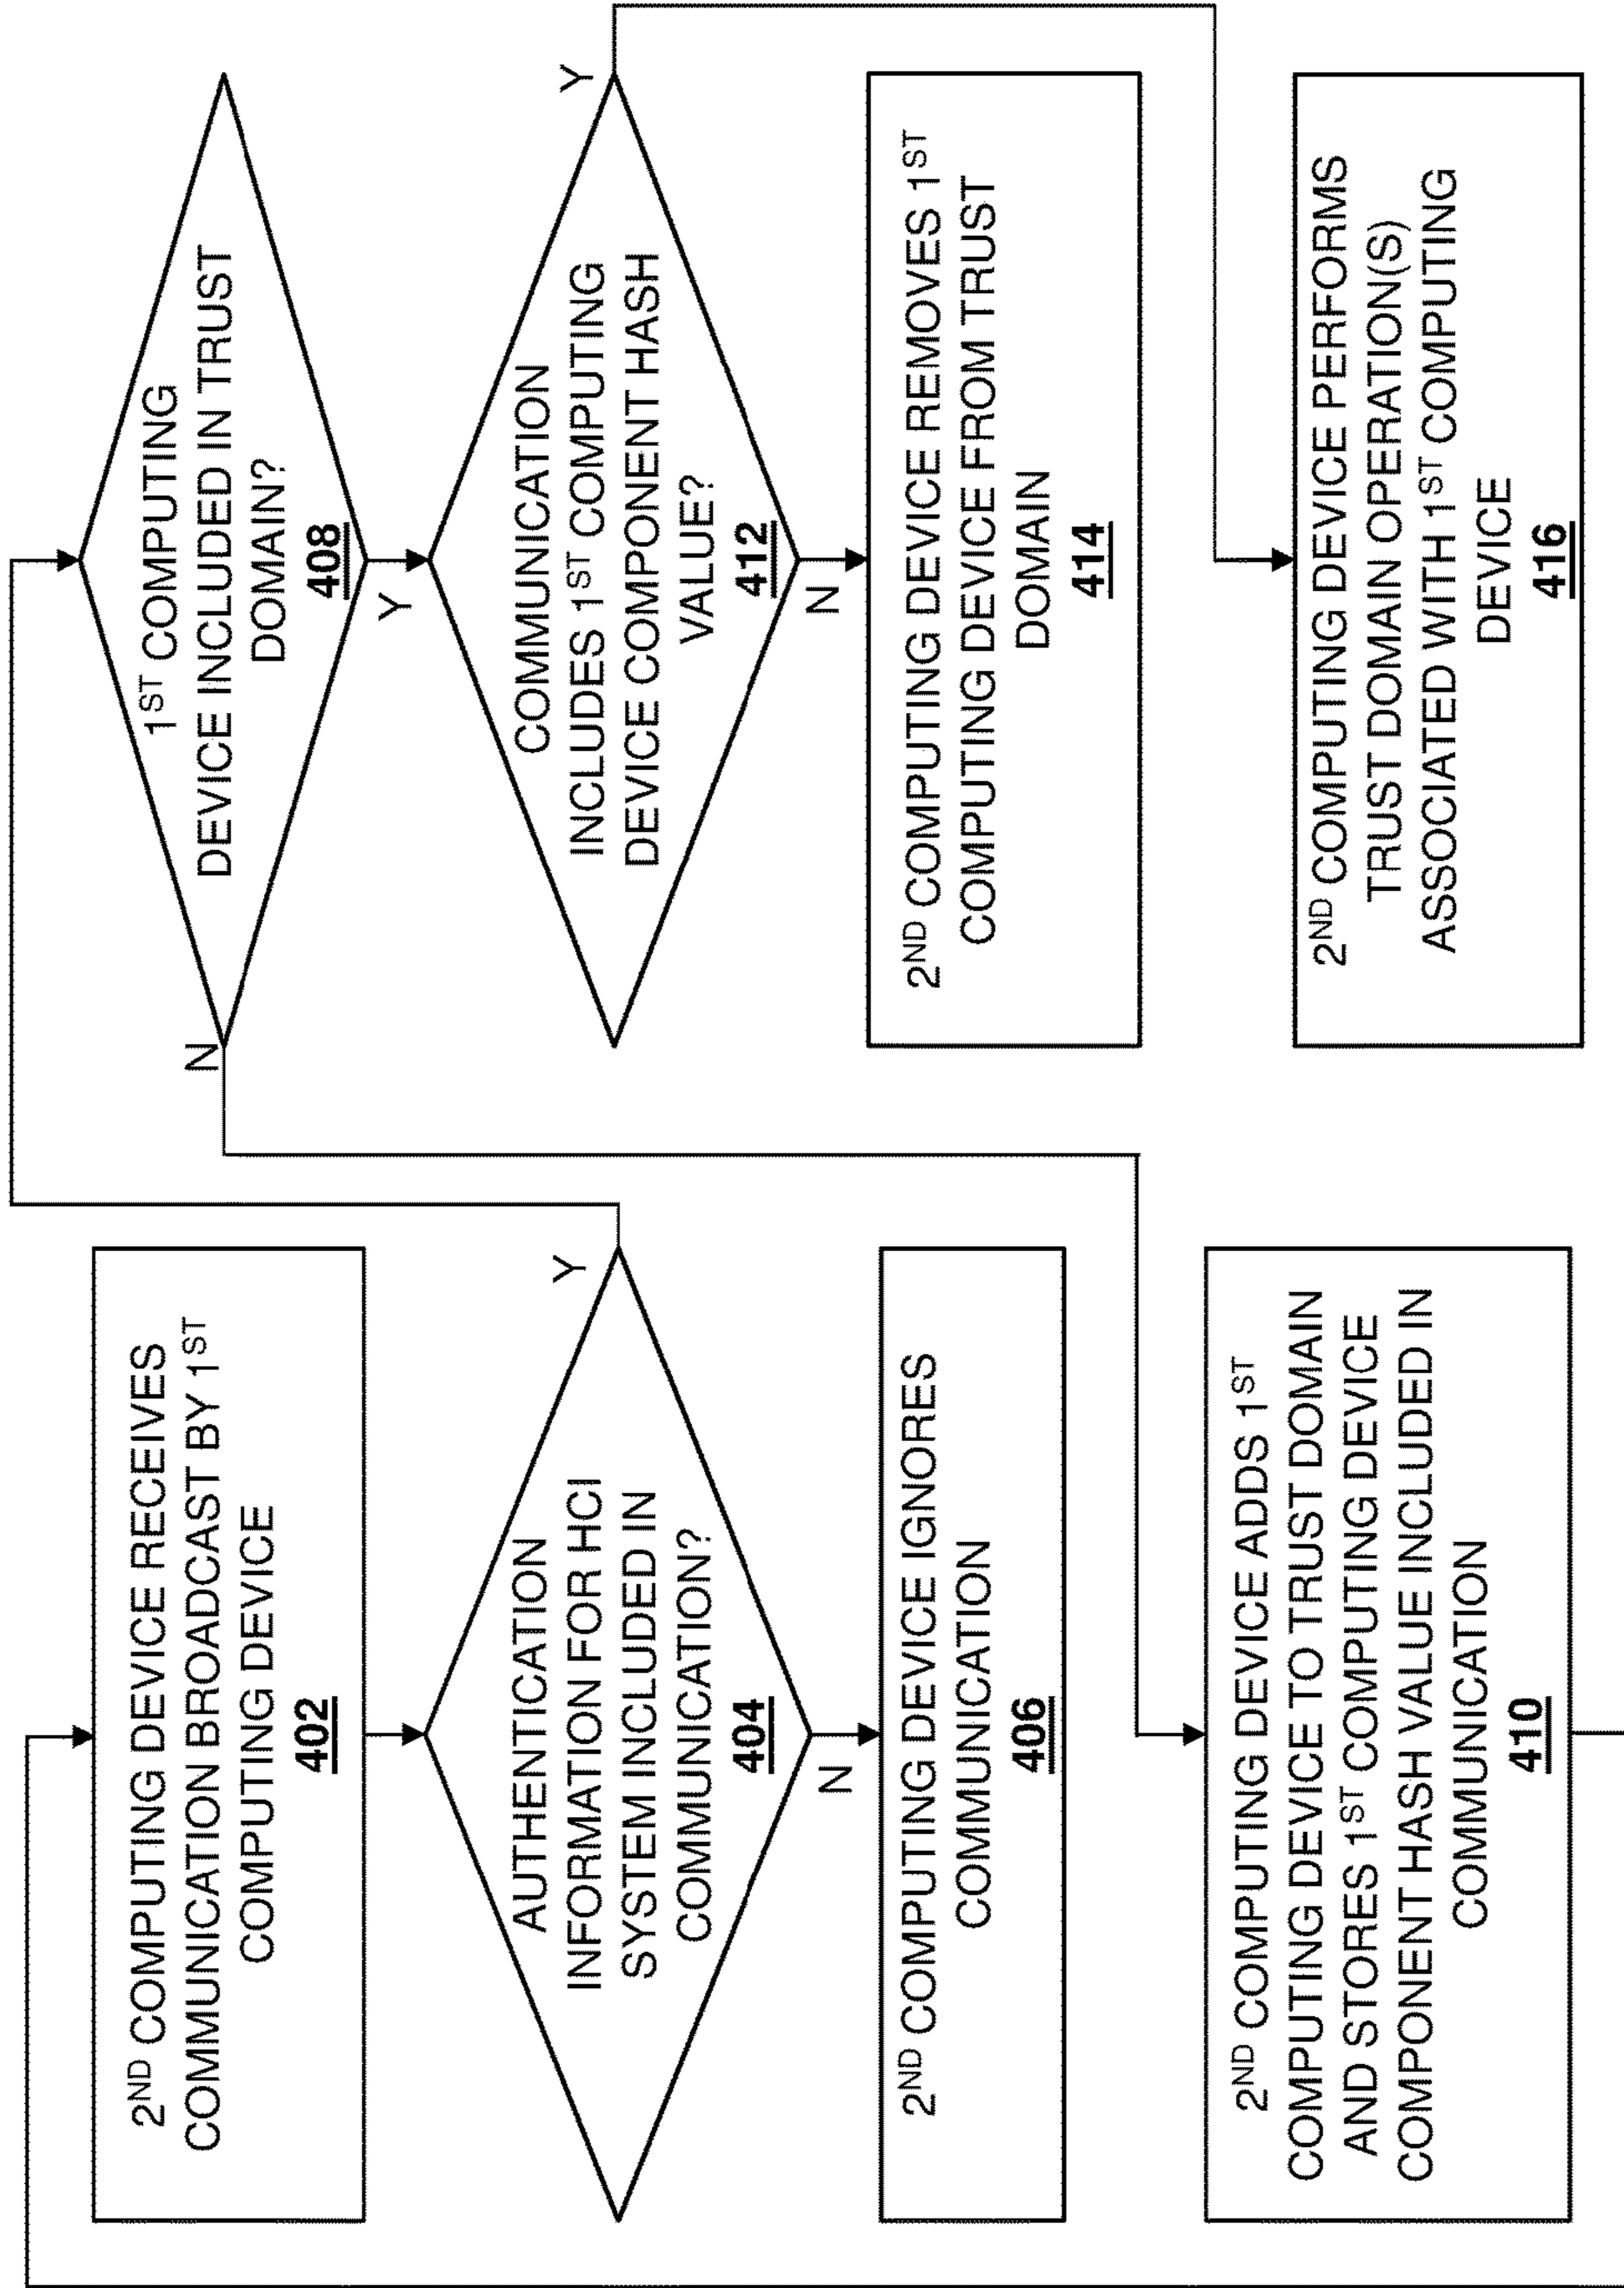 2ND COMPUTING DEVICE RECEIVES
COMMUNICATION BROADCAST BY 1ST
COMPUTING DEVICE
402
AUTHENTICATION
INFORMATION FOR HCI
SYSTEM INCLUDED IN
COMMUNICATION?
404
Y
N
2ND COMPUTING DEVICE IGNORES
COMMUNICATION
406
2ND COMPUTING DEVICE ADDS 1ST
COMPUTING DEVICE TO TRUST DOMAIN
AND STORES 1ST COMPUTING DEVICE
COMPONENT HASH VALUE INCLUDED IN
COMMUNICATION
410
1ST COMPUTING
DEVICE INCLUDED IN TRUST
DOMAIN?
408
N
Y
COMMUNICATION
INCLUDES 1ST COMPUTING
DEVICE COMPONENT HASH
VALUE?
412
Y
N
2ND COMPUTING DEVICE REMOVES 1ST
COMPUTING DEVICE FROM TRUST
DOMAIN
414
2ND COMPUTING DEVICE PERFORMS
TRUST DOMAIN OPERATION(S)
ASSOCIATED WITH 1ST COMPUTING
DEVICE
416